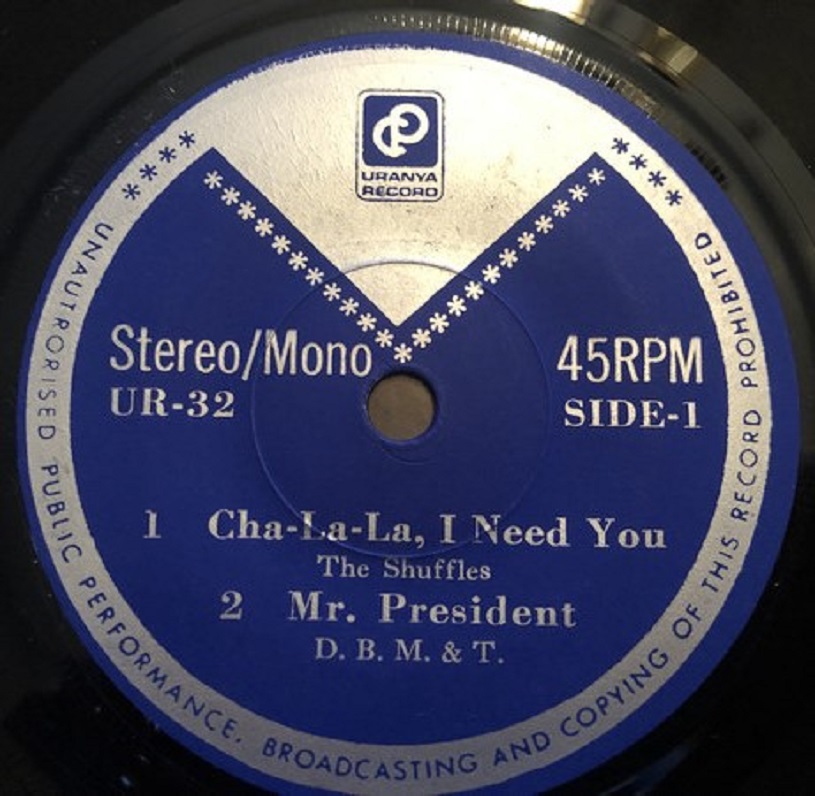 URANYA
RECORD
Stereo/Mono
45RPM
UR-32
SIDE-1
1 Cha-La-La, I Need You
The Shuffles
2 Mr. President
D. B. M. & T.
**** UNAUTRORISED PUBLIC PERFORMANCE, BROADCASTING AND COPYING OF THIS RECORD PROHIBITED ****